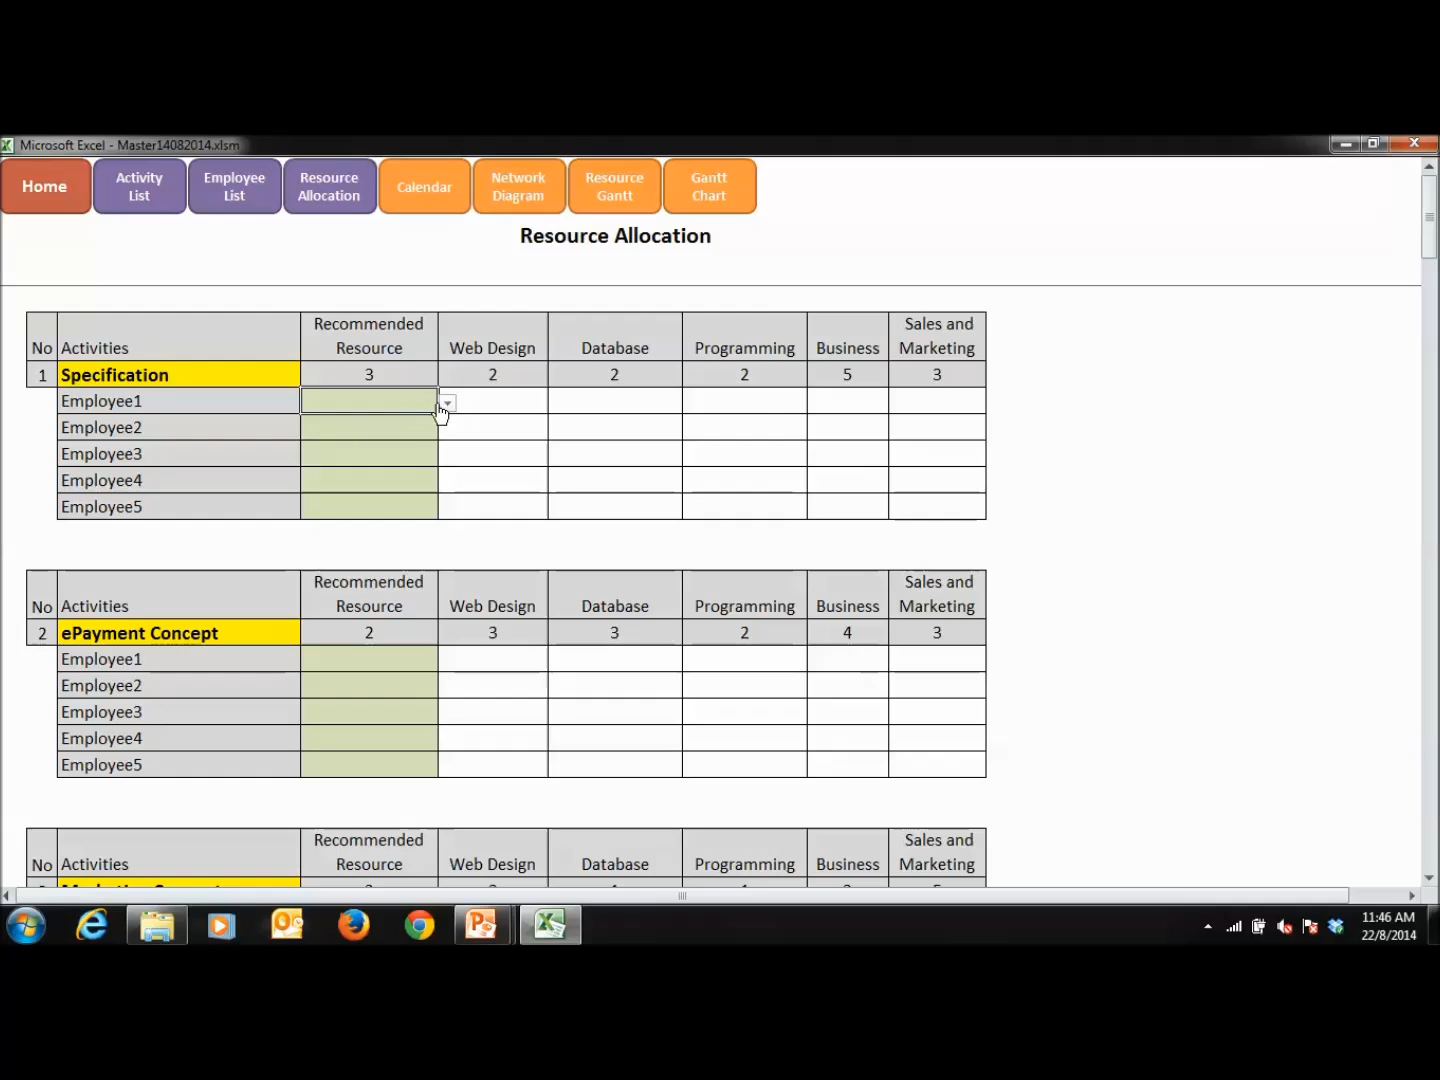 Microsoft Excel - Master14082014.xlsm
Home
Activity List
Employee List
Resource Allocation
Calendar
Network Diagram
Resource Gantt
Gantt Chart
Resource Allocation
No Activities Recommended Resource Web Design Database Programming Business Sales and Marketing
1 Specification 3 2 2 2 5 3
Employee1
Employee2
Employee3
Employee4
Employee5
No Activities Recommended Resource Web Design Database Programming Business Sales and Marketing
2 ePayment Concept 2 3 3 2 4 3
Employee1
Employee2
Employee3
Employee4
Employee5
No Activities Recommended Resource Web Design Database Programming Business Sales and Marketing
11:46 AM
22/8/2014